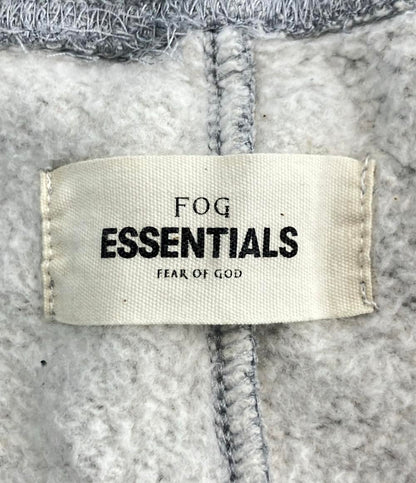 FOG
ESSENTIALS
FEAR OF GOD